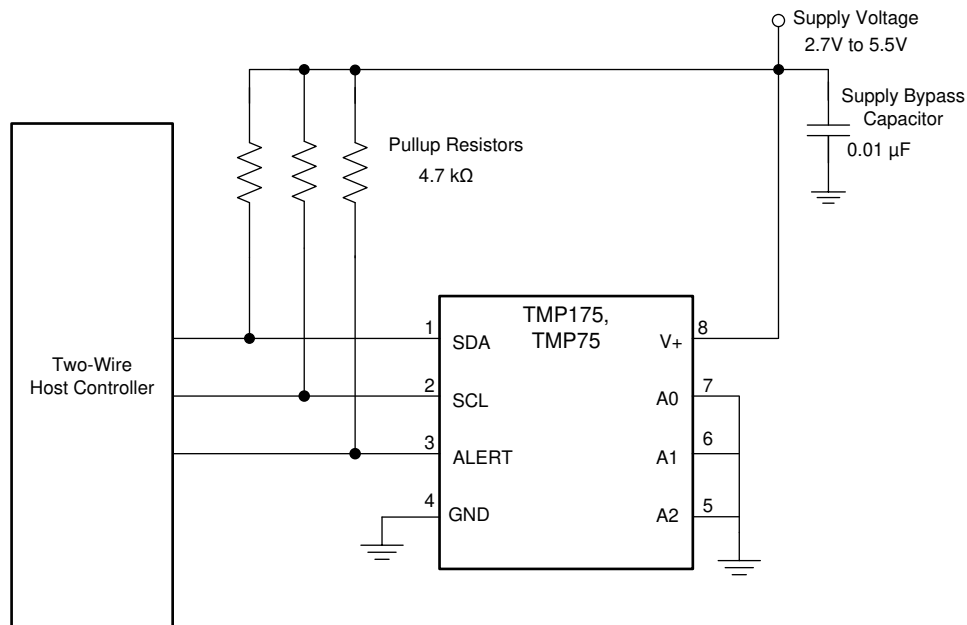 Supply Voltage
2.7V to 5.5V
Supply Bypass
Capacitor
0.01 µF
Pullup Resistors
4.7 kΩ
Two-Wire
Host Controller
TMP175,
TMP75
1
SDA
V+
8
2
SCL
A0
7
3
ALERT
A1
6
4
GND
A2
5